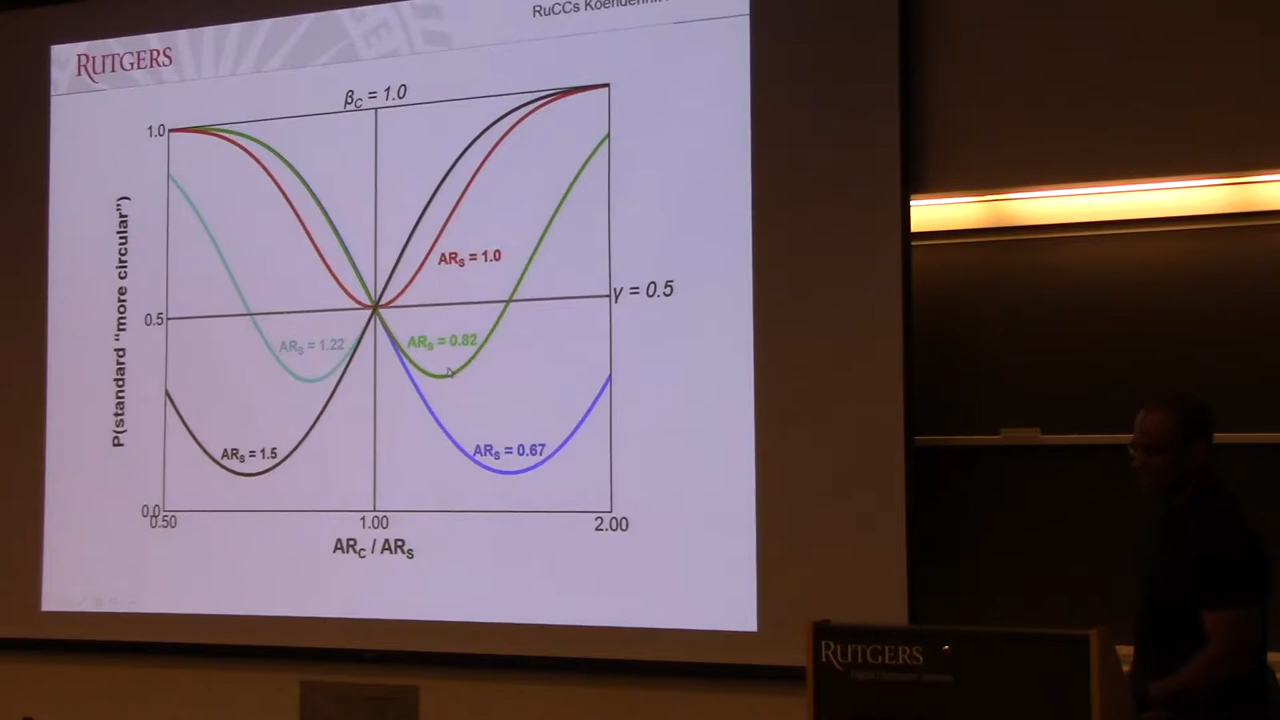 RuCCs
RUTGERS
βC = 1.0
1.0
P(standard “more circular”)
ARS = 1.0
γ = 0.5
0.5
ARS = 1.22
ARS = 0.82
ARS = 1.5
ARS = 0.67
0.0
0.50
1.00
2.00
ARC / ARS
RUTGERS